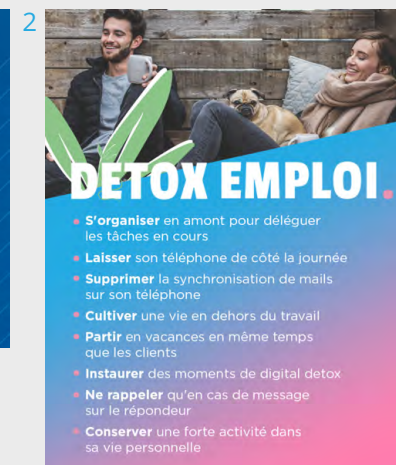 2
DETOX EMPLOI.
• S'organiser en amont pour déléguer
les tâches en cours
• Laisser son téléphone de côté la journée
• Supprimer la synchronisation de mails
sur son téléphone
• Cultiver une vie en dehors du travail
• Partir en vacances en même temps
que les clients
• Instaurer des moments de digital detox
• Ne rappeler qu'en cas de message
sur le répondeur
• Conserver une forte activité dans
sa vie personnelle